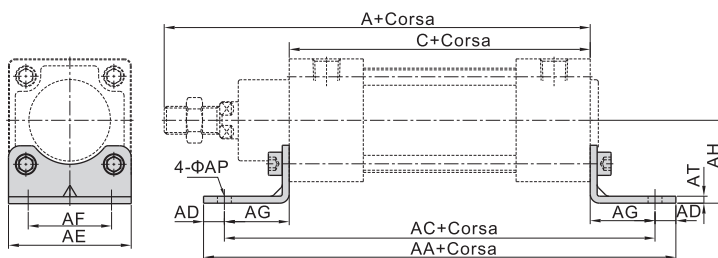 A+Corsa
C+Corsa
4-ΦAP
AH
AT
AD
AG
AG
AD
AF
AC+Corsa
AE
AA+Corsa